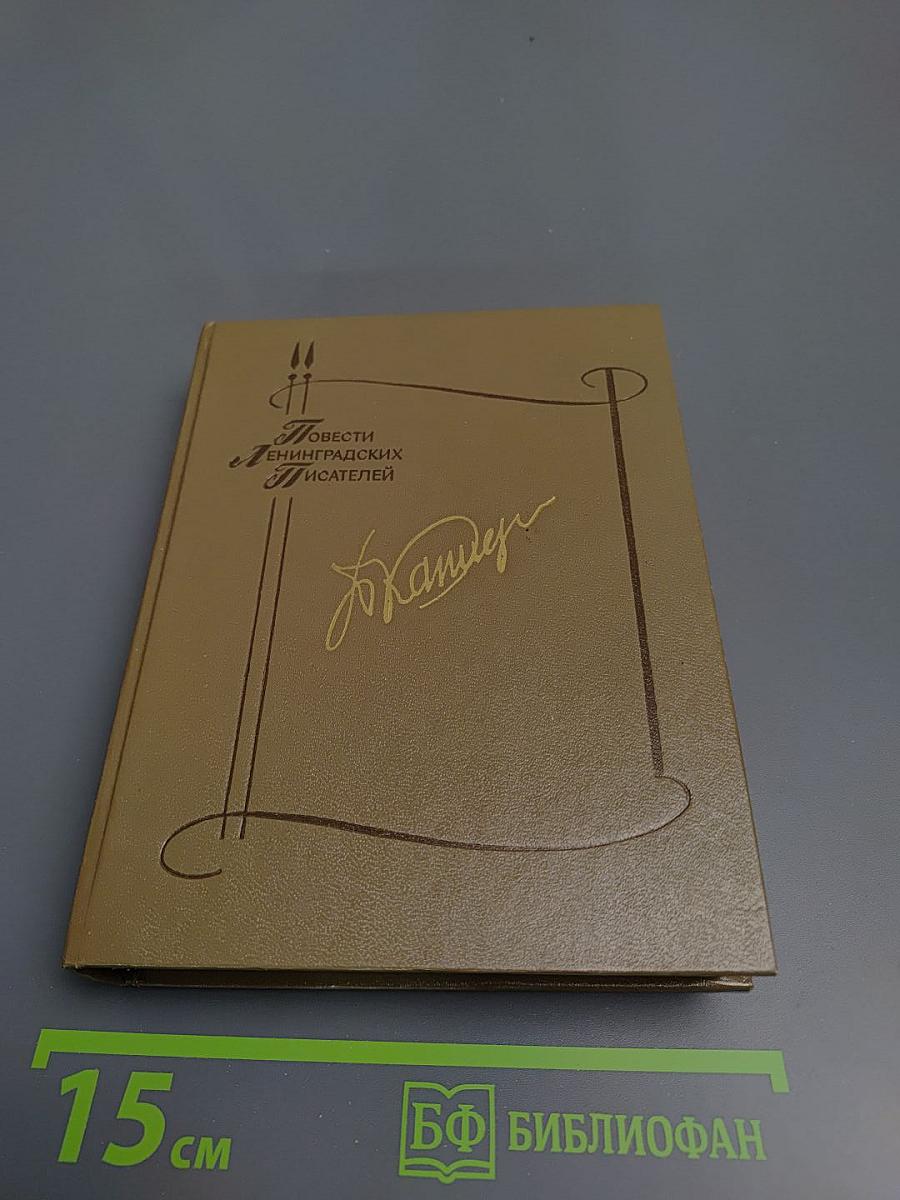 Повести
Ленинградских
Писателей
15 см
БФ БИБЛИОФАН